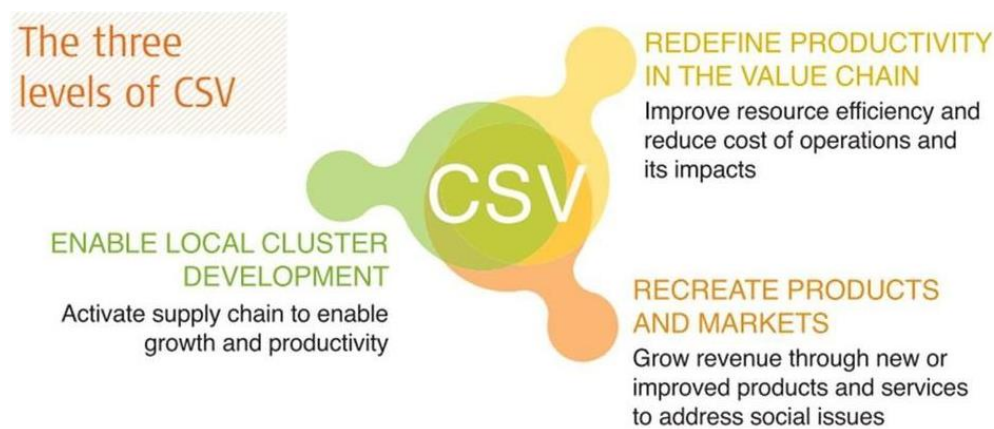 The three
levels of CSV
REDEFINE PRODUCTIVITY
IN THE VALUE CHAIN
Improve resource efficiency and
reduce cost of operations and
its impacts
CSV
ENABLE LOCAL CLUSTER
DEVELOPMENT
Activate supply chain to enable
growth and productivity
RECREATE PRODUCTS
AND MARKETS
Grow revenue through new or
improved products and services
to address social issues